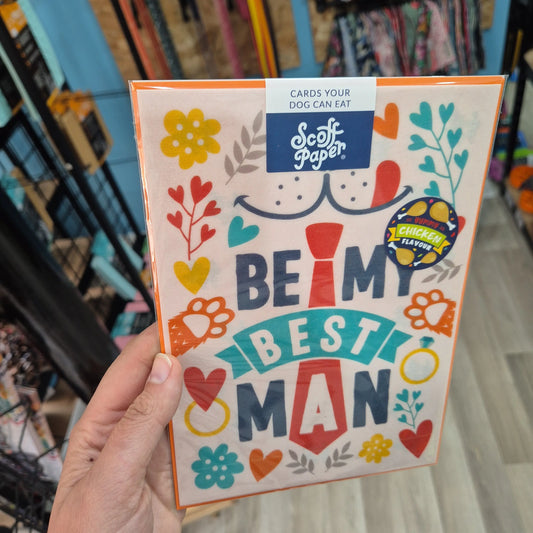 CARDS YOUR
DOG CAN EAT
Scoff
Paper®
CHICKEN
FLAVOUR
BE MY
BEST
MAN